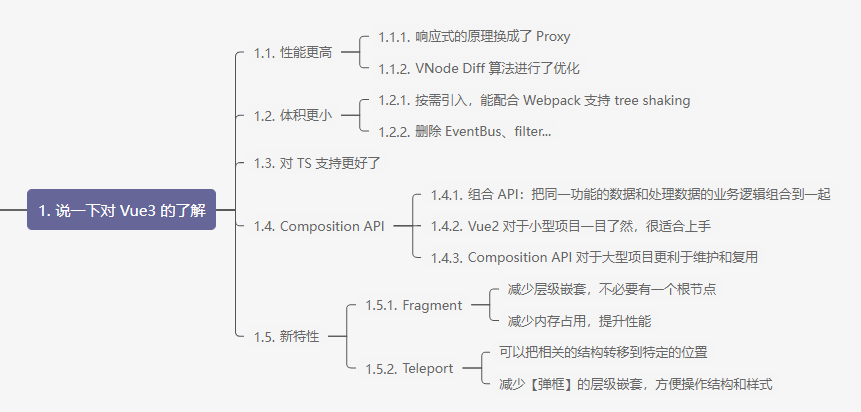 1. 说一下对 Vue3 的了解
1.1. 性能更高
1.1.1. 响应式的原理换成了 Proxy
1.1.2. VNode Diff 算法进行了优化
1.2. 体积更小
1.2.1. 按需引入，能配合 Webpack 支持 tree shaking
1.2.2. 删除 EventBus、filter...
1.3. 对 TS 支持更好了
1.4. Composition API
1.4.1. 组合 API：把同一功能的数据和处理数据的业务逻辑组合到一起
1.4.2. Vue2 对于小型项目一目了然，很适合上手
1.4.3. Composition API 对于大型项目更利于维护和复用
1.5. 新特性
1.5.1. Fragment
减少层级嵌套，不必要有一个根节点
减少内存占用，提升性能
1.5.2. Teleport
可以把相关的结构转移到特定的位置
减少【弹框】的层级嵌套，方便操作结构和样式